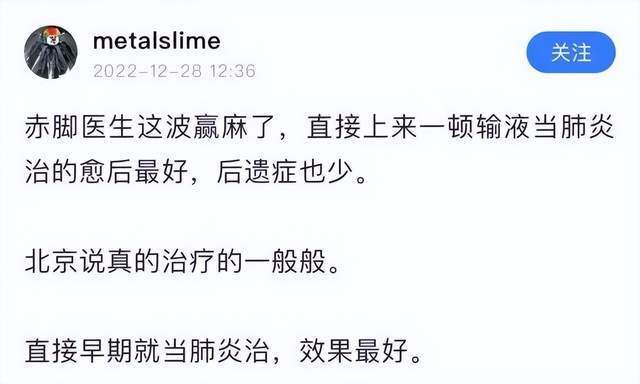 metalslime
关注
2022-12-28 12:36
赤脚医生这波赢麻了，直接上来一顿输液当肺炎
治的愈后最好，后遗症也少。
北京说真的治疗的一般般。
直接早期就当肺炎治，效果最好。